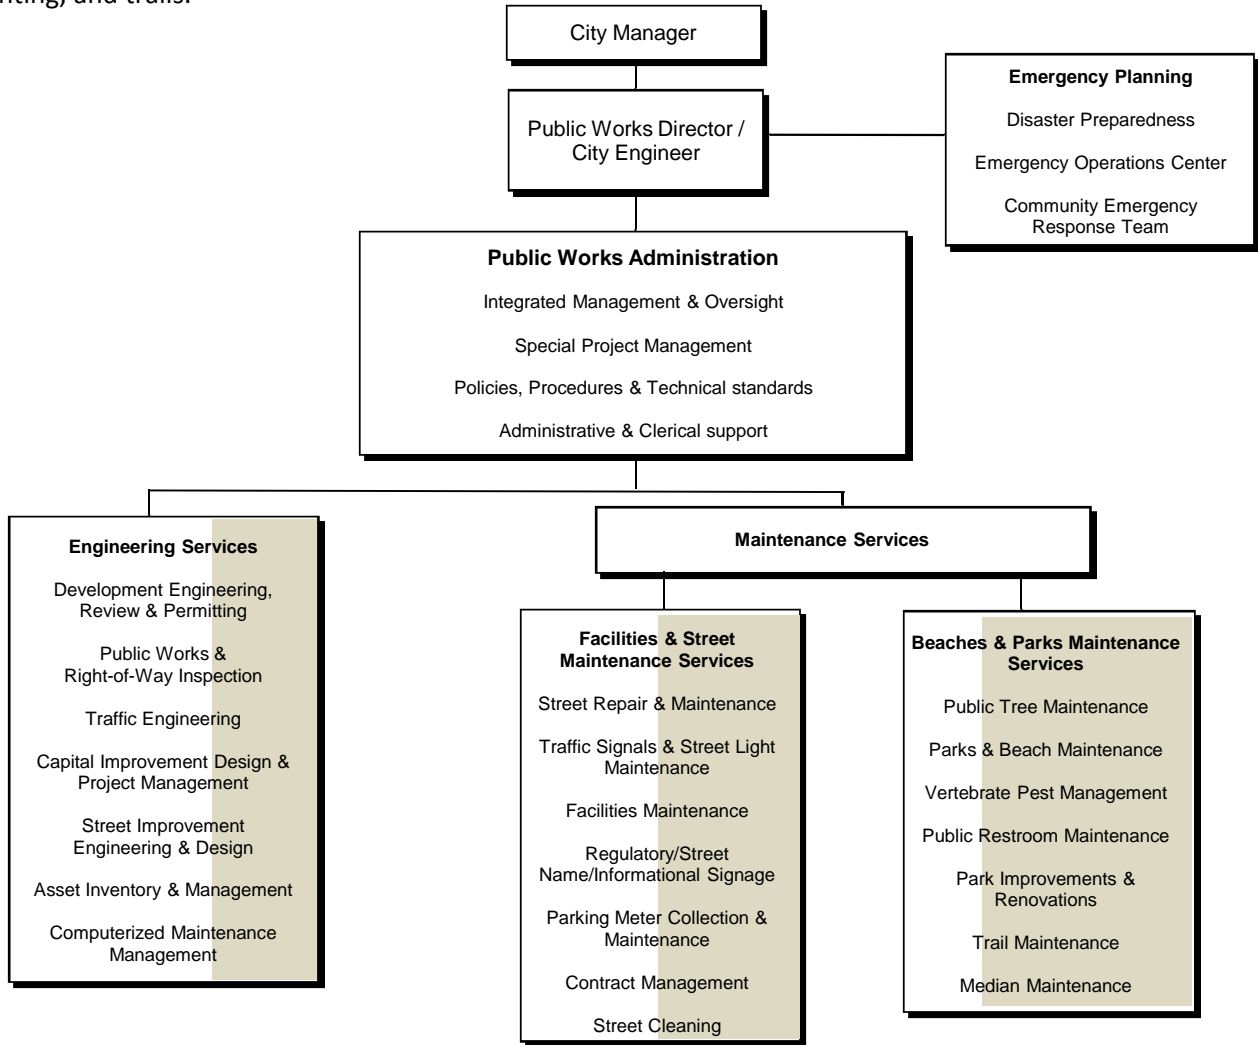 and trails.
City Manager
Public Works Director /
City Engineer
Emergency Planning
Disaster Preparedness
Emergency Operations Center
Community Emergency
Response Team
Public Works Administration
Integrated Management & Oversight
Special Project Management
Policies, Procedures & Technical standards
Administrative & Clerical support
Engineering Services
Development Engineering,
Review & Permitting
Public Works &
Right-of-Way Inspection
Traffic Engineering
Capital Improvement Design &
Project Management
Street Improvement
Engineering & Design
Asset Inventory & Management
Computerized Maintenance
Management
Maintenance Services
Facilities & Street
Maintenance Services
Street Repair & Maintenance
Traffic Signals & Street Light
Maintenance
Facilities Maintenance
Regulatory/Street
Name/Informational Signage
Parking Meter Collection &
Maintenance
Contract Management
Street Cleaning
Beaches & Parks Maintenance
Services
Public Tree Maintenance
Parks & Beach Maintenance
Vertebrate Pest Management
Public Restroom Maintenance
Park Improvements &
Renovations
Trail Maintenance
Median Maintenance